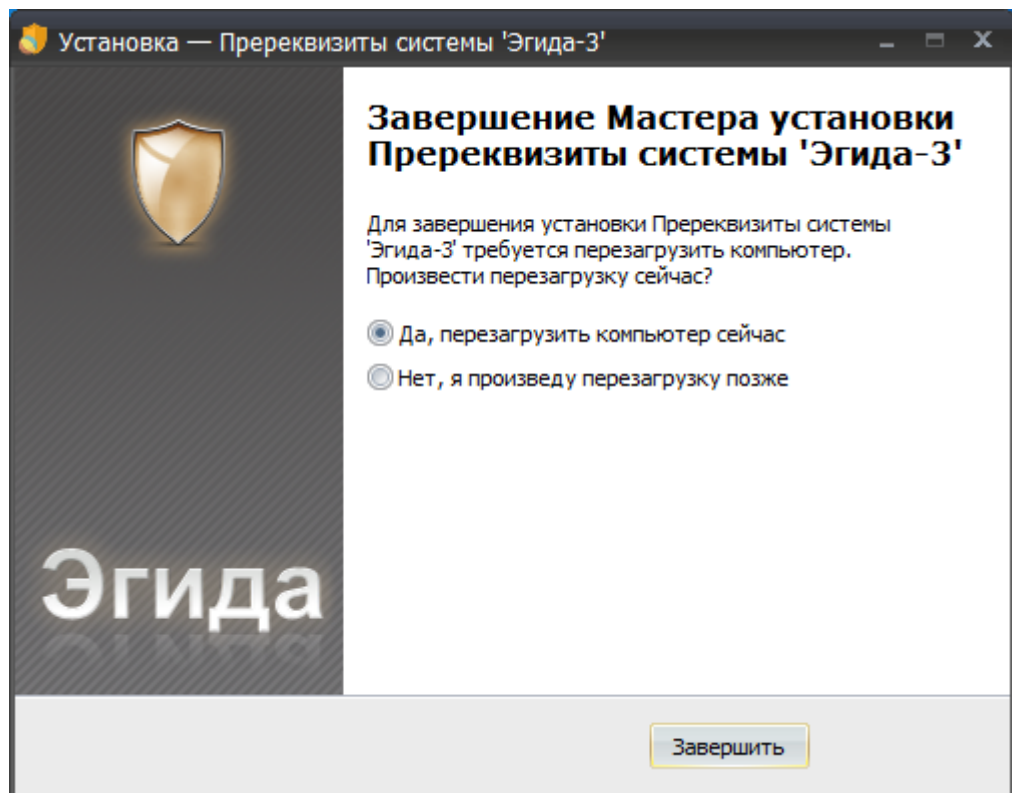 Установка — Пререквизиты системы 'Эгида-3'
Завершение Мастера установки
Пререквизиты системы 'Эгида-3'
Для завершения установки Пререквизиты системы
'Эгида-3' требуется перезагрузить компьютер.
Произвести перезагрузку сейчас?
Да, перезагрузить компьютер сейчас
Нет, я произведу перезагрузку позже
Эгида
Завершить